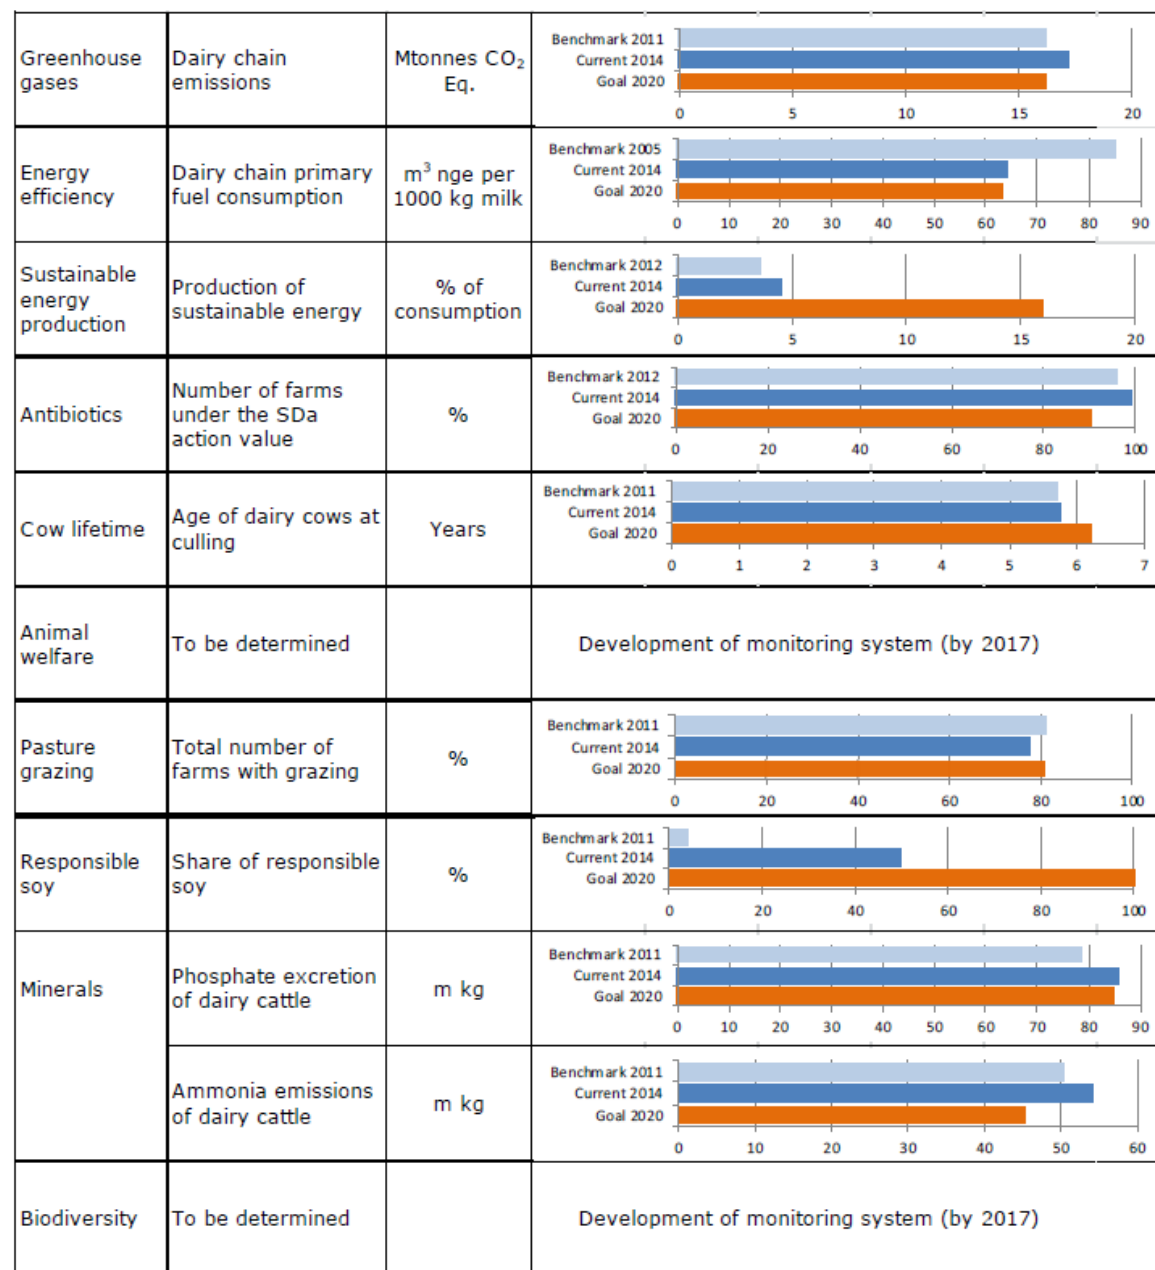 Greenhouse
gases
Dairy chain
emissions
Mtonnes CO₂
Eq.
Benchmark 2011
Current 2014
Goal 2020
0 5 10 15 20
Energy
efficiency
Dairy chain primary
fuel consumption
m³ nge per
1000 kg milk
Benchmark 2005
Current 2014
Goal 2020
0 10 20 30 40 50 60 70 80 90
Sustainable
energy
production
Production of
sustainable energy
% of
consumption
Benchmark 2012
Current 2014
Goal 2020
0 5 10 15 20
Antibiotics
Number of farms
under the SDa
action value
%
Benchmark 2012
Current 2014
Goal 2020
0 20 40 60 80 100
Cow lifetime
Age of dairy cows at
culling
Years
Benchmark 2011
Current 2014
Goal 2020
0 1 2 3 4 5 6 7
Animal
welfare
To be determined
Development of monitoring system (by 2017)
Pasture
grazing
Total number of
farms with grazing
%
Benchmark 2011
Current 2014
Goal 2020
0 20 40 60 80 100
Responsible
soy
Share of responsible
soy
%
Benchmark 2011
Current 2014
Goal 2020
0 20 40 60 80 100
Minerals
Phosphate excretion
of dairy cattle
m kg
Benchmark 2011
Current 2014
Goal 2020
0 10 20 30 40 50 60 70 80 90
Ammonia emissions
of dairy cattle
m kg
Benchmark 2011
Current 2014
Goal 2020
0 10 20 30 40 50 60
Biodiversity
To be determined
Development of monitoring system (by 2017)